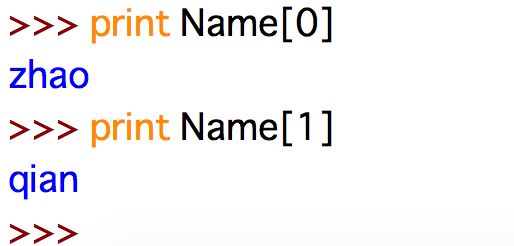 >>> print Name[0]
zhao
>>> print Name[1]
qian
>>>